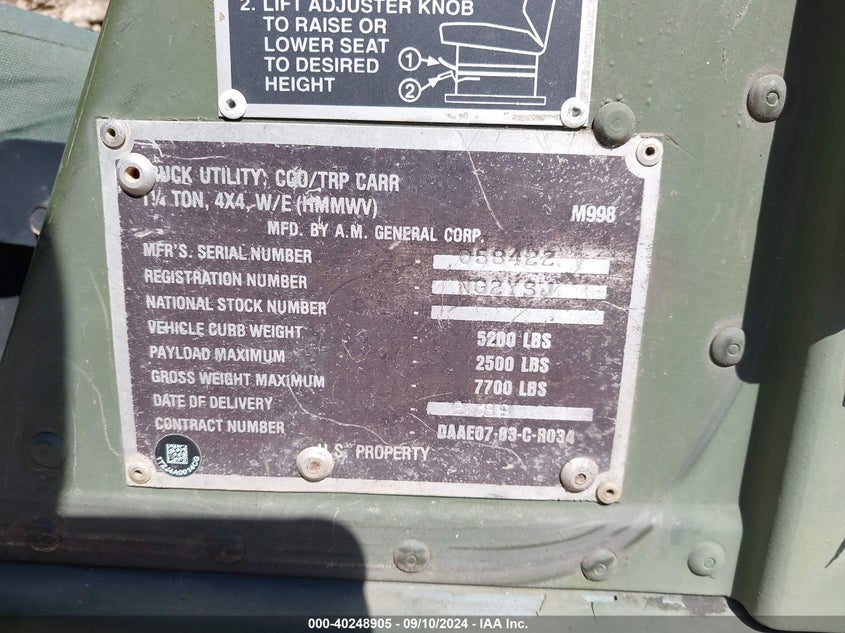 2. LIFT ADJUSTER KNOB
TO RAISE OR
LOWER SEAT
TO DESIRED
HEIGHT
1
2
UTILITY: CGO/TRP CARR
1¼ TON, 4X4, W/E (HMMWV)
M998
MFD. BY A.M. GENERAL CORP.
MFR'S. SERIAL NUMBER 058422
REGISTRATION NUMBER
NATIONAL STOCK NUMBER
VEHICLE CURB WEIGHT 5200 LBS
PAYLOAD MAXIMUM 2500 LBS
GROSS WEIGHT MAXIMUM 7700 LBS
DATE OF DELIVERY
CONTRACT NUMBER DAAE07-83-C-R034
U.S. PROPERTY
000-40248905 - 09/10/2024 - © IAA Inc.